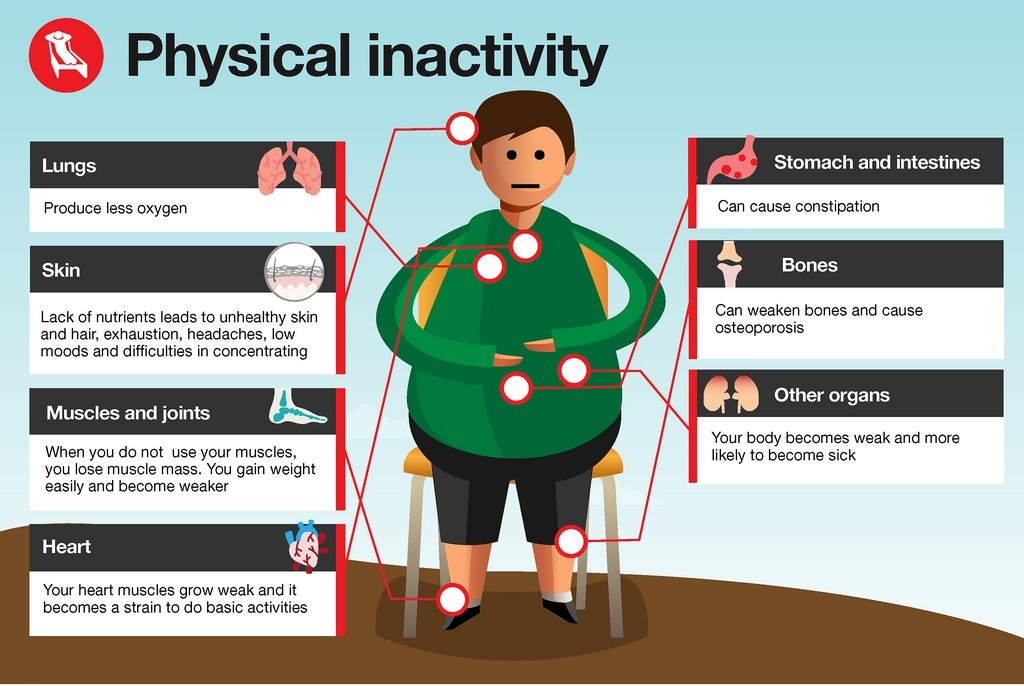 Physical inactivity
Lungs
Produce less oxygen
Skin
Lack of nutrients leads to unhealthy skin
and hair, exhaustion, headaches, low
moods and difficulties in concentrating
Muscles and joints
When you do not use your muscles,
you lose muscle mass. You gain weight
easily and become weaker
Heart
Your heart muscles grow weak and it
becomes a strain to do basic activities
Stomach and intestines
Can cause constipation
Bones
Can weaken bones and cause
osteoporosis
Other organs
Your body becomes weak and more
likely to become sick